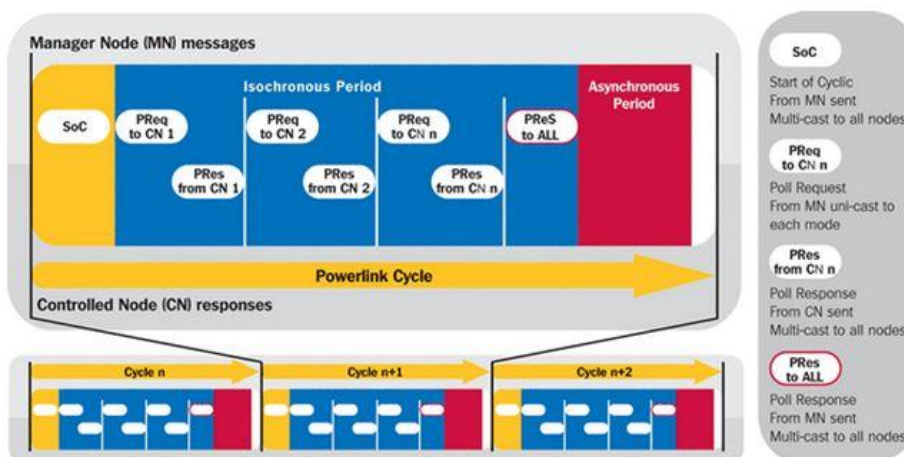 Manager Node (MN) messages
Isochronous Period
Asynchronous
Period
SoC
PReq
to CN 1
PReq
to CN 2
PReq
to CN n
PReS
to ALL
PRes
from CN 1
PRes
from CN 2
PRes
from CN n
Powerlink Cycle
Controlled Node (CN) responses
Cycle n
Cycle n+1
Cycle n+2
SoC
Start of Cyclic
From MN sent
Multi-cast to all nodes
PReq
to CN n
Poll Request
From MN uni-cast to
each mode
PRes
from CN n
Poll Response
From CN sent
Multi-cast to all nodes
PRes
to ALL
Poll Response
From MN sent
Multi-cast to all nodes